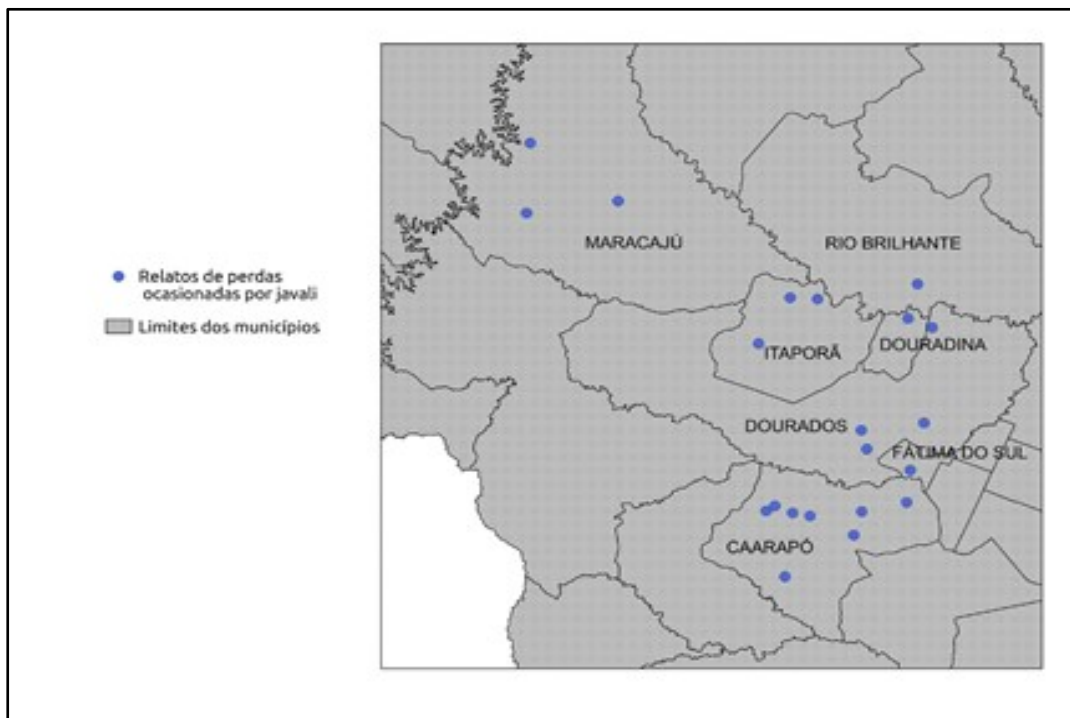 MARACAJÚ
RIO BRILHANTE
Relatos de perdas
ocasionadas por javali
Limites dos municípios
ITAPORÃ
DOURADINA
DOURADOS
FÁTIMA DO SUL
CAARAPÓ